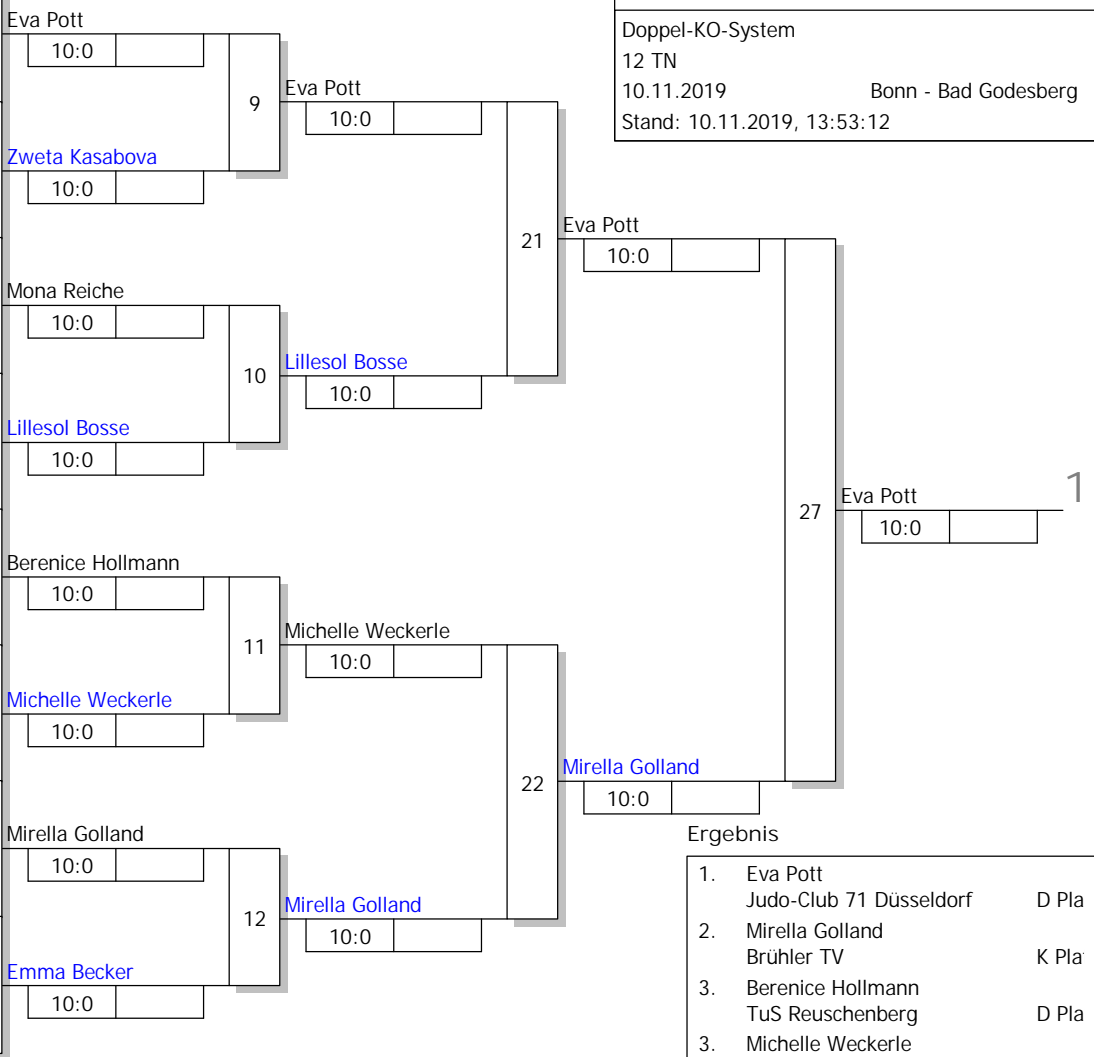 Doppel-KO-System
12 TN
10.11.2019 Bonn - Bad Godesberg
Stand: 10.11.2019, 13:53:12
Eva Pott
10:0
9
Zweta Kasabova
10:0
Mona Reiche
10:0
10
Lillesol Bosse
10:0
Berenice Hollmann
10:0
11
Michelle Weckerle
10:0
Mirella Golland
10:0
12
Emma Becker
10:0
Eva Pott
10:0
21
Lillesol Bosse
10:0
Michelle Weckerle
10:0
22
Mirella Golland
10:0
Eva Pott
10:0
27
Mirella Golland
10:0
Eva Pott
10:0
1
Ergebnis
1. Eva Pott
Judo-Club 71 Düsseldorf D Pla
2. Mirella Golland
Brühler TV K Pla
3. Berenice Hollmann
TuS Reuschenberg D Pla
3. Michelle Weckerle